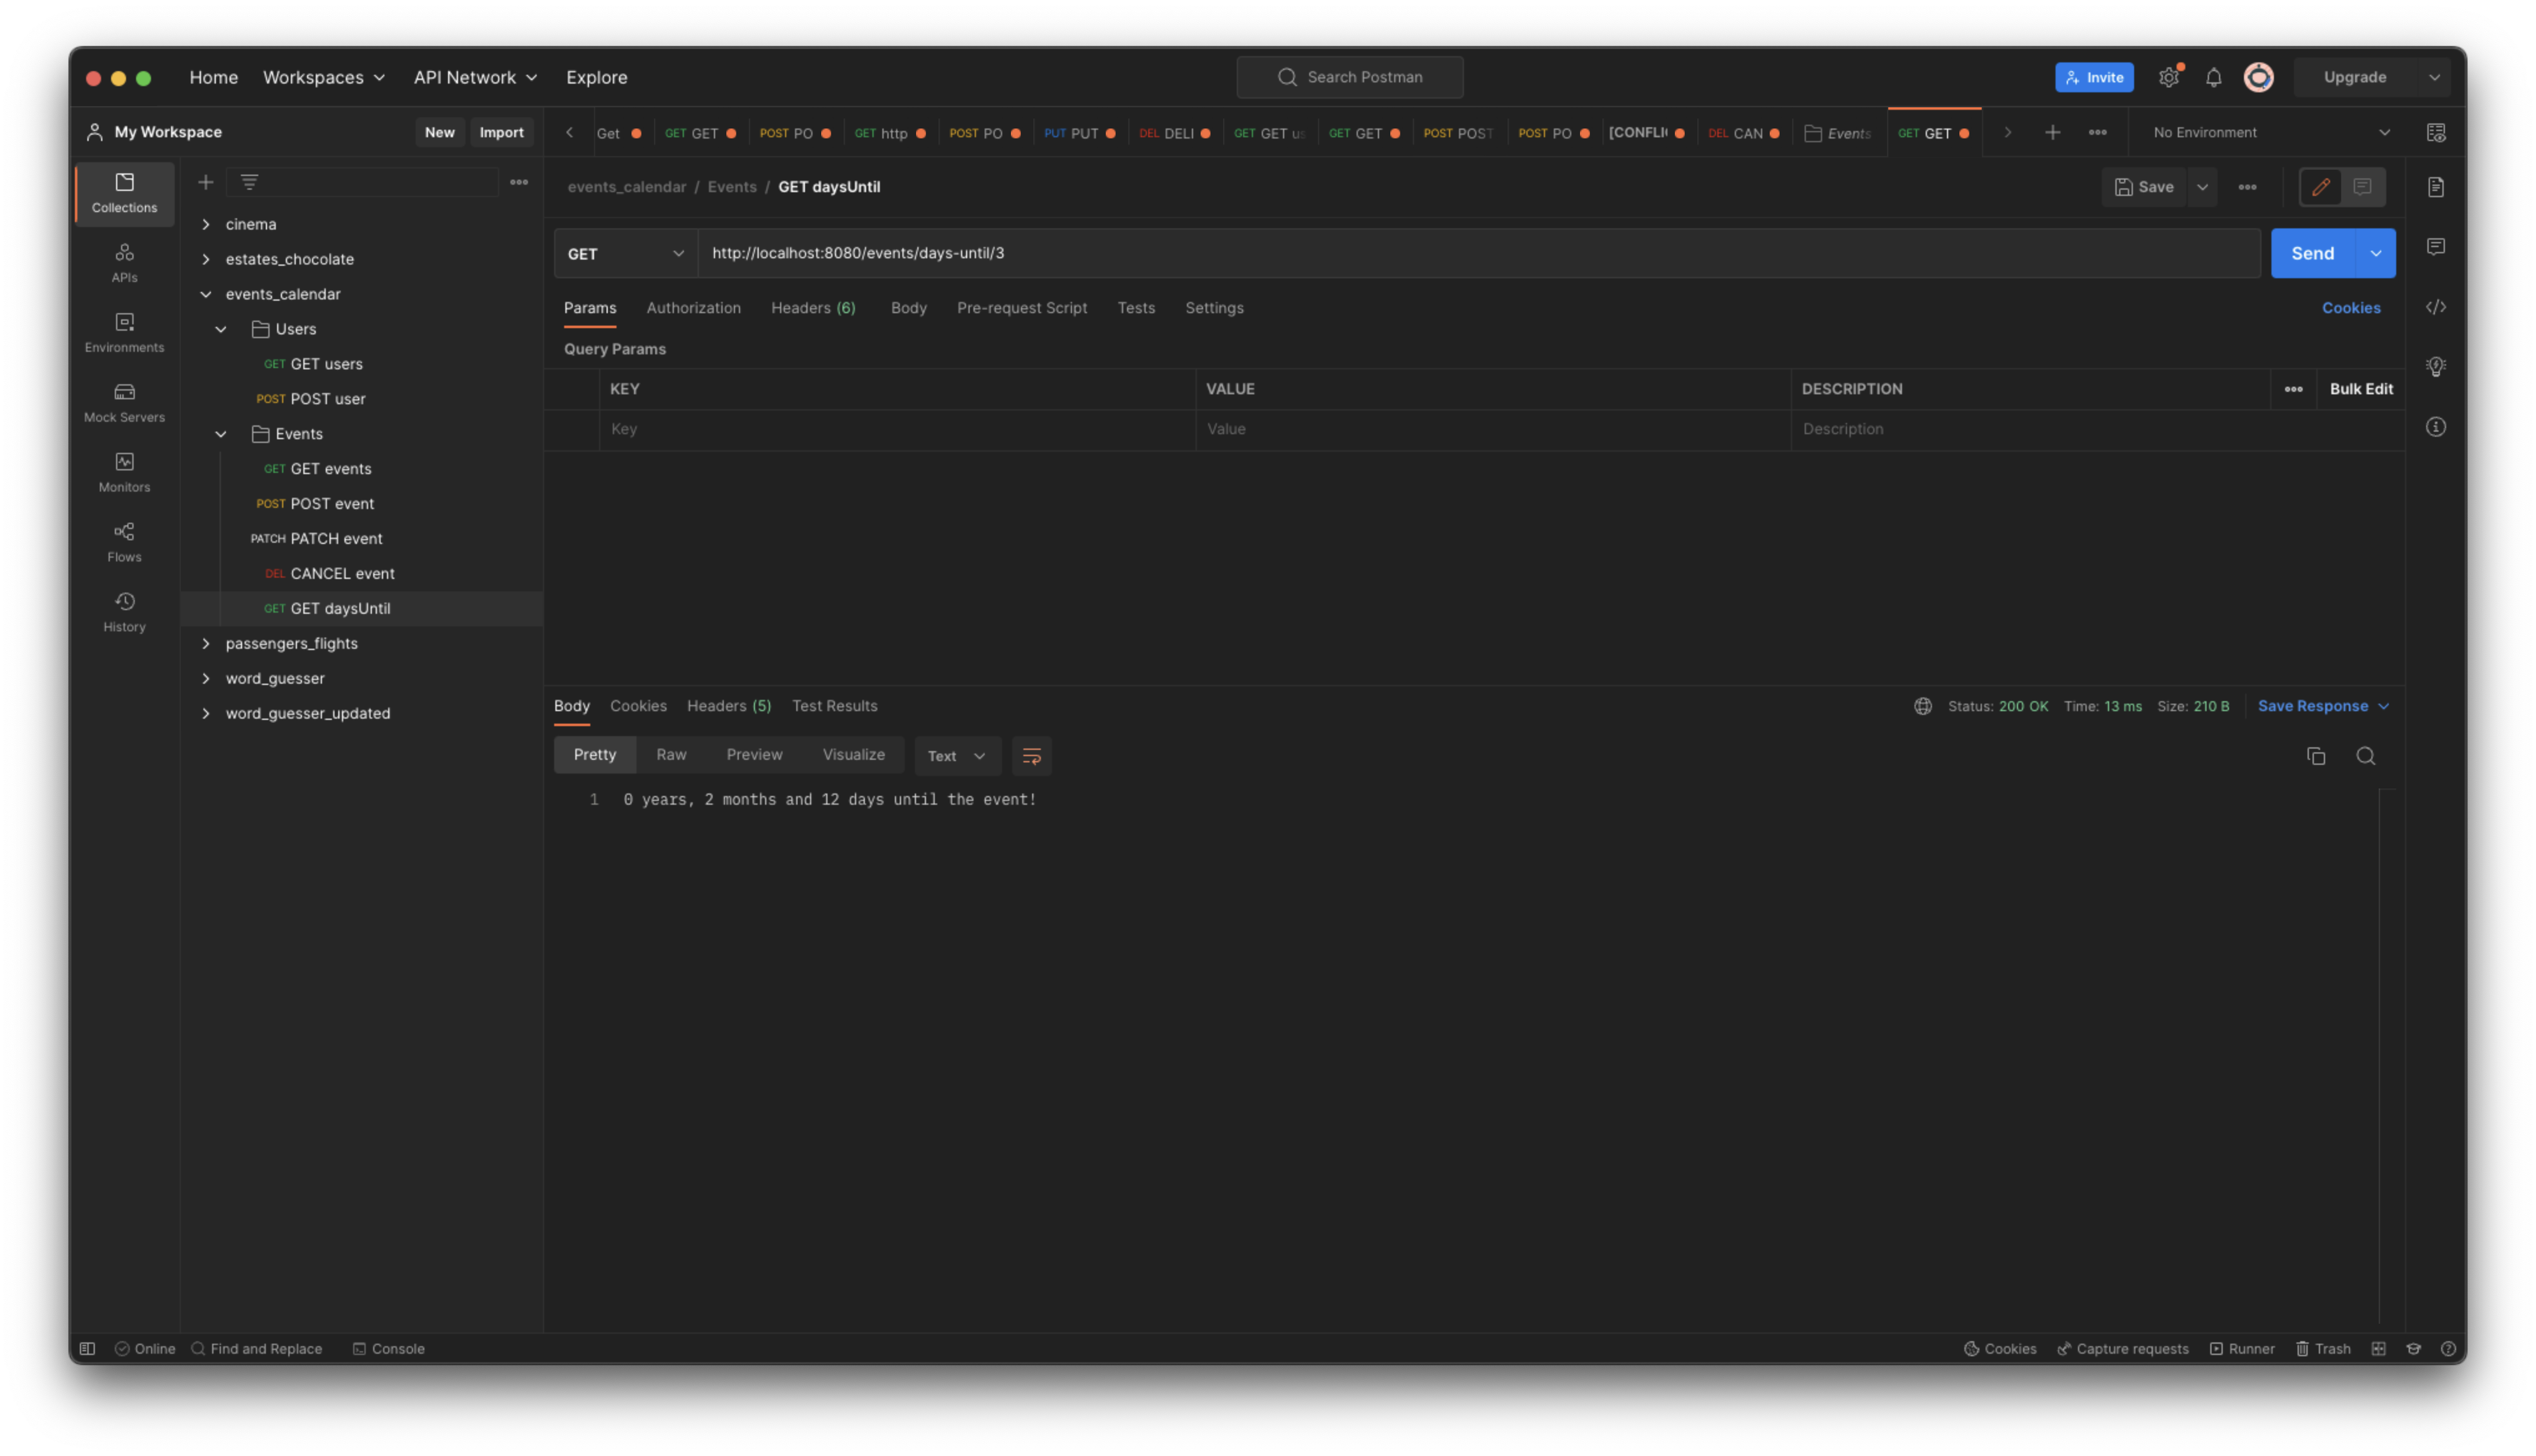 Home Workspaces API Network Explore Search Postman Invite Upgrade
My Workspace New Import Get GET GET POST PO GET http POST PO PUT PUT DEL DELI GET GET us GET GET POST POST POST PO [CONFLI DEL CAN Events GET GET No Environment
Collections
APIs
Environments
Mock Servers
Monitors
Flows
History
cinema
estates_chocolate
events_calendar
Users
GET GET users
POST POST user
Events
GET GET events
POST POST event
PATCH PATCH event
DEL CANCEL event
GET GET daysUntil
passengers_flights
word_guesser
word_guesser_updated
events_calendar / Events / GET daysUntil Save
GET http://localhost:8080/events/days-until/3 Send
Params Authorization Headers (6) Body Pre-request Script Tests Settings Cookies
Query Params
KEY VALUE DESCRIPTION Bulk Edit
Key Value Description
Body Cookies Headers (5) Test Results Status: 200 OK Time: 13 ms Size: 210 B Save Response
Pretty Raw Preview Visualize Text
1 0 years, 2 months and 12 days until the event!
Online Find and Replace Console Cookies Capture requests Runner Trash